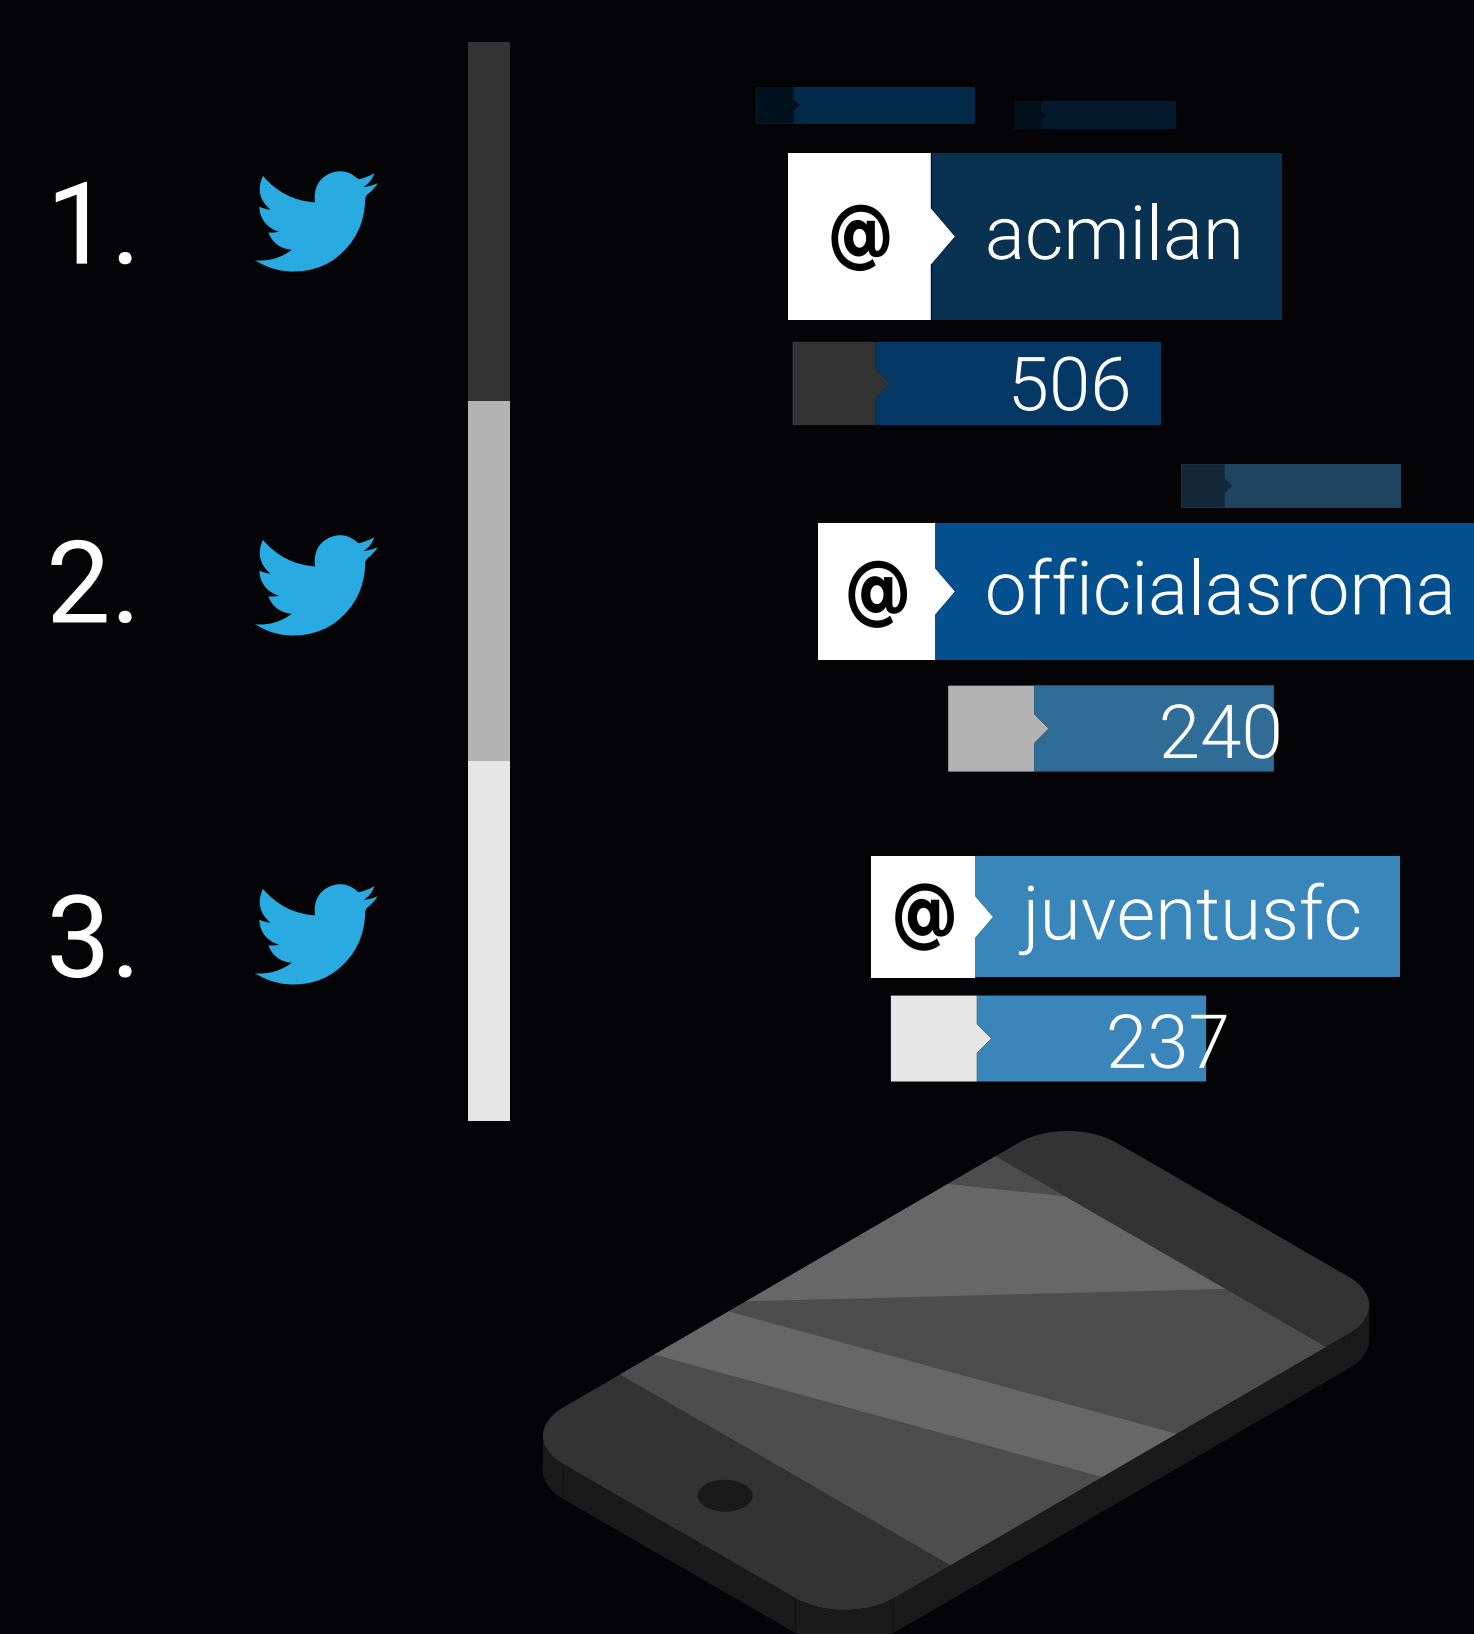 1.
@ acmilan
506
2.
@ officialasroma
240
3.
@ juventusfc
237